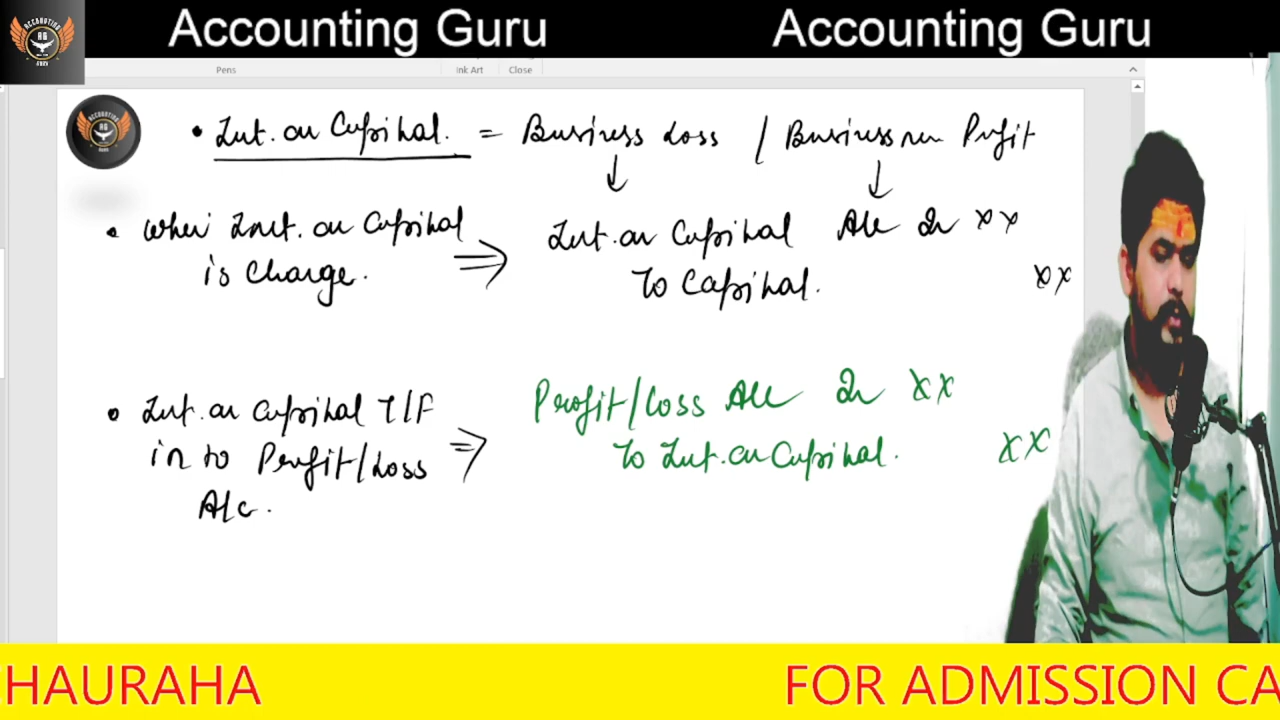 Accounting Guru Accounting Guru
Pens Ink Art Close
• Int. on Capital. = Business Loss / Business Profit
• When Int. on Capital is Charge. ⇒ Int. on Capital A/c Dr xx
To Capital. xx
• Int. on Capital T/F in to Profit/Loss A/c. ⇒ Profit/Loss A/c Dr xx
To Int. on Capital. xx
HAURAHA FOR ADMISSION CA